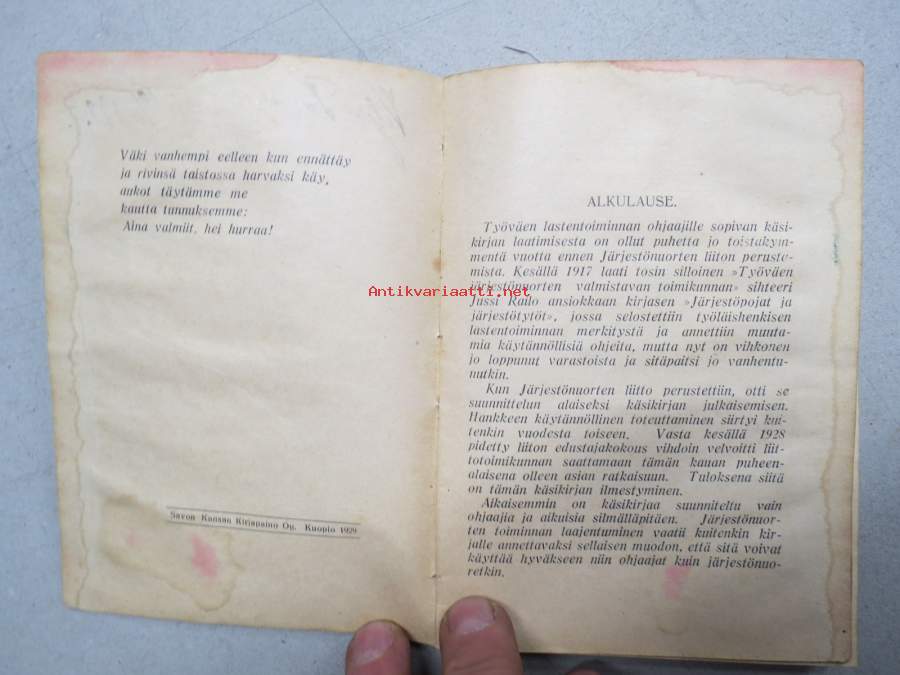 Väki vanhempi eelleen kun ennättäy
ja rivinsä taistossa harvaksi käy,
aukot täytämme me
kautta tunnuksemme:
Aina valmiit, hei hurraa!
Savon Kansan Kirjapaino Oy. Kuopio 1929
ALKULAUSE.
Työväen lastentoiminnan ohjaajille sopivan käsi-
kirjan laatimisesta on ollut puhetta jo toistakym-
mentä vuotta ennen Järjestönuorten liiton peruste-
mista. Kesällä 1917 laati tosin silloinen »Työväen
järjestönuorten valmistavan toimikunnan» sihteeri
Antikvariaatti.net
Jussi Railo ansiokkaan kirjasen »Järjestöpojat ja
järjestötytöt», jossa selostettiin työläishenkisen
lastentoiminnan merkitystä ja annettiin muuta-
mia käytännöllisiä ohjeita, mutta nyt on vihkonen
jo loppunut varastoista ja sitäpaitsi jo vanhentu-
nutkin.
Kun Järjestönuorten liitto perustettiin, otti se
suunnittelun alaiseksi käsikirjan julkaisemisen.
Hankkeen käytännöllinen toteuttaminen siirtyi kui-
tenkin vuodesta toiseen. Vasta kesällä 1928
pidetty liiton edustajakokous vihdoin velvoitti liit-
totoimikunnan saattamaan tämän kauan puheen-
alaisena olleen asian ratkaisuun. Tuloksena siitä
on tämän käsikirjan ilmestyminen.
Aikaisemmin on käsikirjaa suunniteltu vain
ohjaajia ja aikuisia silmälläpitäen. Järjestönuor-
ten toiminnan laajentuminen vaatii kuitenkin kir-
jalle annettavaksi sellaisen muodon, että sitä voivat
käyttää hyväkseen niin ohjaajat kuin järjestönuo-
retkin.